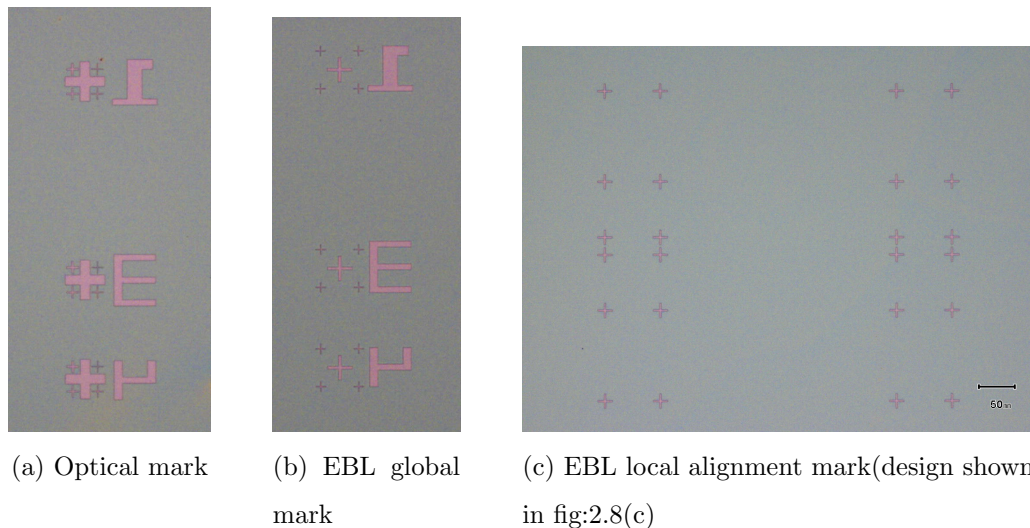 E
E
50
(a) Optical mark
(b) EBL global
mark
(c) EBL local alignment mark(design shown
in fig:2.8(c)